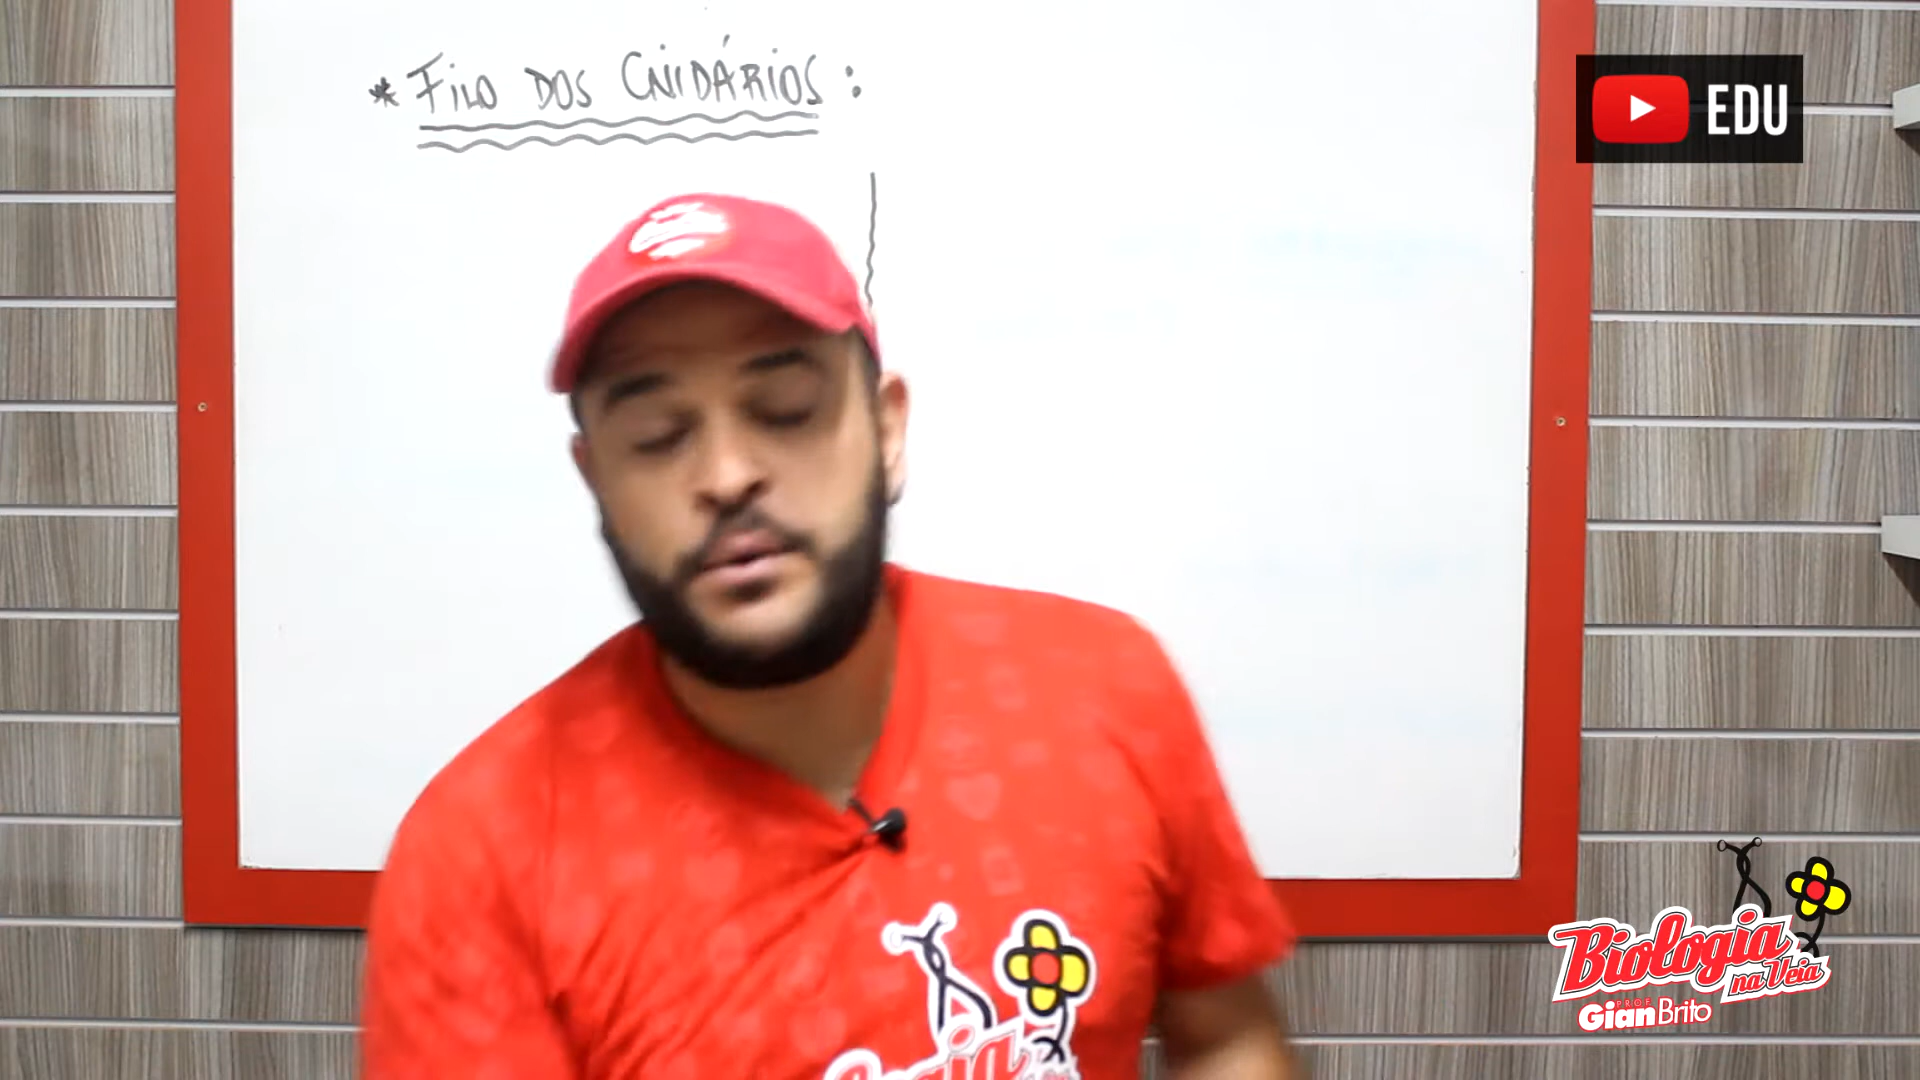 * FILO DOS CNIDÁRIOS :
EDU
Biologia
na Veia
PROF.
Gian Brito